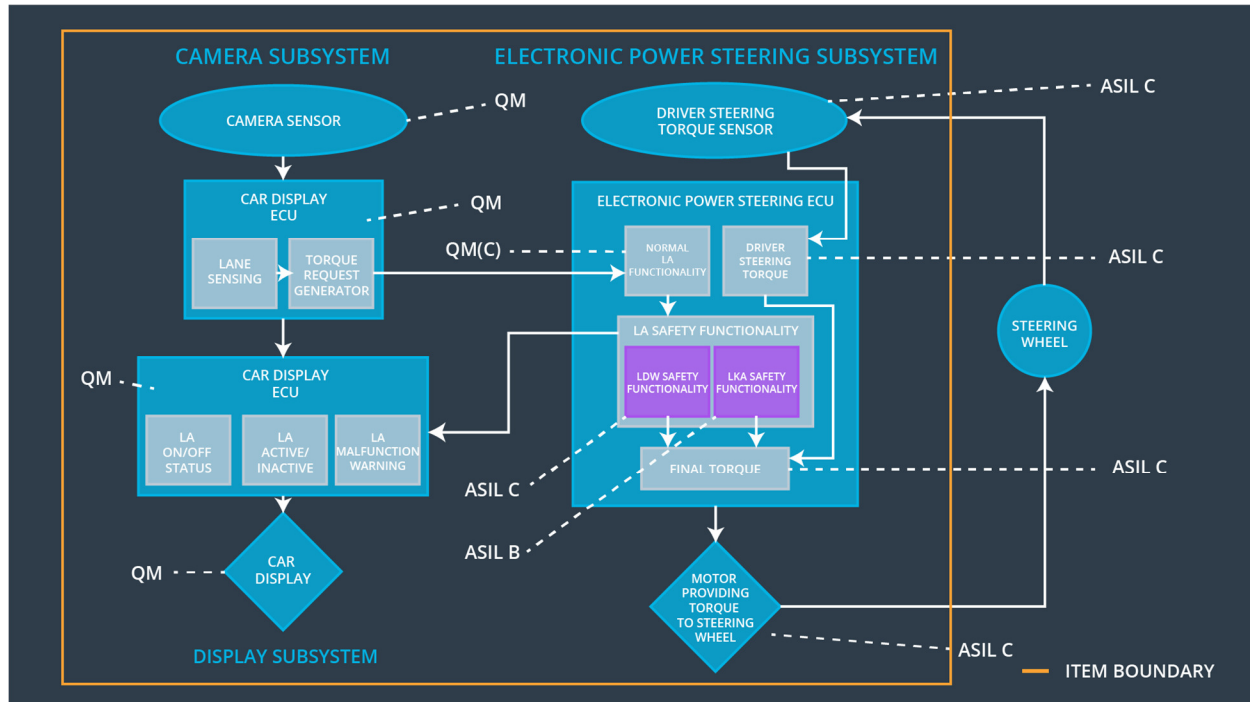 CAMERA SUBSYSTEM
ELECTRONIC POWER STEERING SUBSYSTEM
CAMERA SENSOR
QM
DRIVER STEERING
TORQUE SENSOR
ASIL C
CAR DISPLAY
ECU
QM
LANE
SENSING
TORQUE
REQUEST
GENERATOR
ELECTRONIC POWER STEERING ECU
QM(C)
NORMAL
LA
FUNCTIONALITY
DRIVER
STEERING
TORQUE
ASIL C
STEERING
WHEEL
LA SAFETY FUNCTIONALITY
LDW SAFETY
FUNCTIONALITY
LKA SAFETY
FUNCTIONALITY
QM
CAR DISPLAY
ECU
LA
ON/OFF
STATUS
LA
ACTIVE/
INACTIVE
LA
MALFUNCTION
WARNING
FINAL TORQUE
ASIL C
ASIL C
ASIL B
QM
CAR
DISPLAY
MOTOR
PROVIDING
TORQUE
TO STEERING
WHEEL
ASIL C
DISPLAY SUBSYSTEM
ITEM BOUNDARY